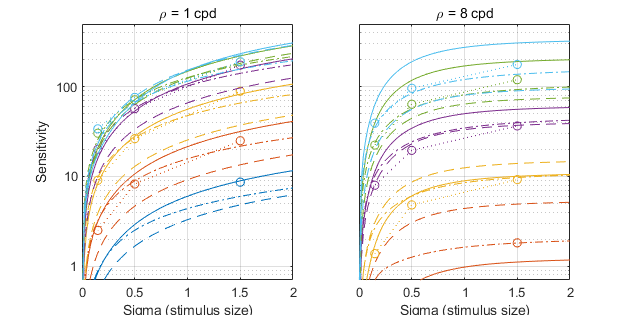 ρ = 1 cpd
Sensitivity
100
10
1
0 0.5 1 1.5 2
Sigma (stimulus size)
ρ = 8 cpd
0 0.5 1 1.5 2
Sigma (stimulus size)